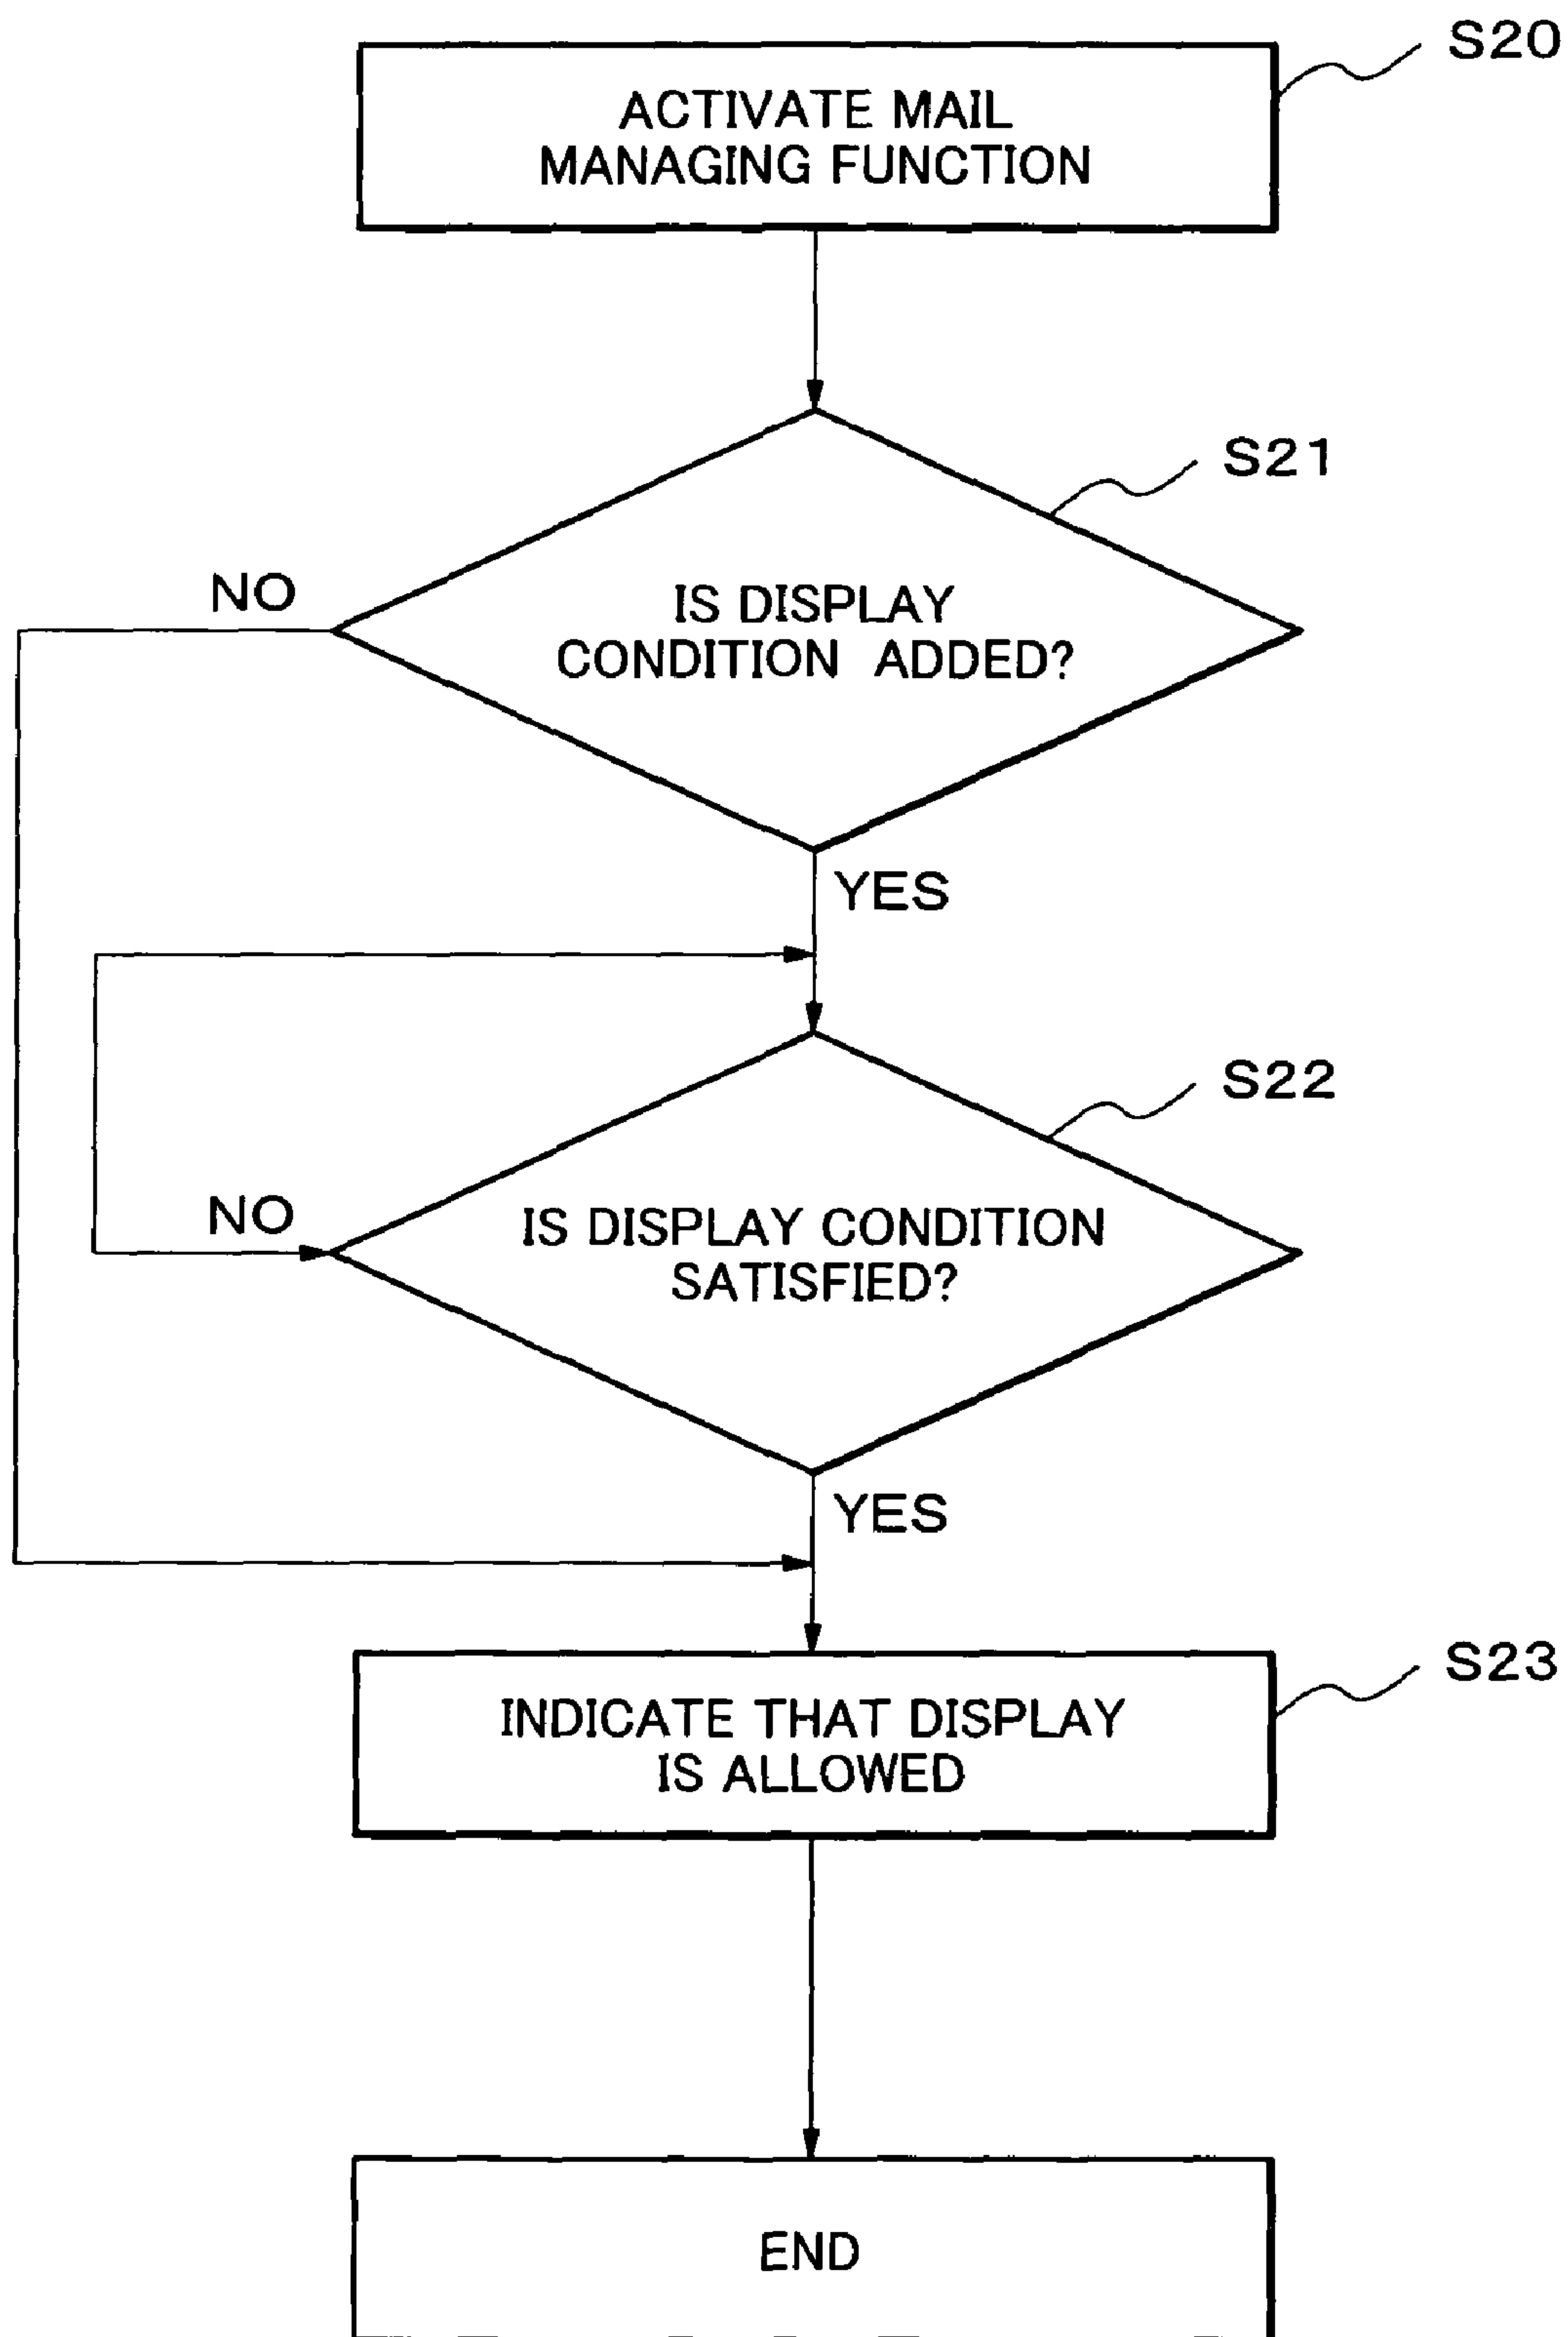 S20
ACTIVATE MAIL
MANAGING FUNCTION
S21
NO
IS DISPLAY
CONDITION ADDED?
YES
S22
NO
IS DISPLAY CONDITION
SATISFIED?
YES
S23
INDICATE THAT DISPLAY
IS ALLOWED
END